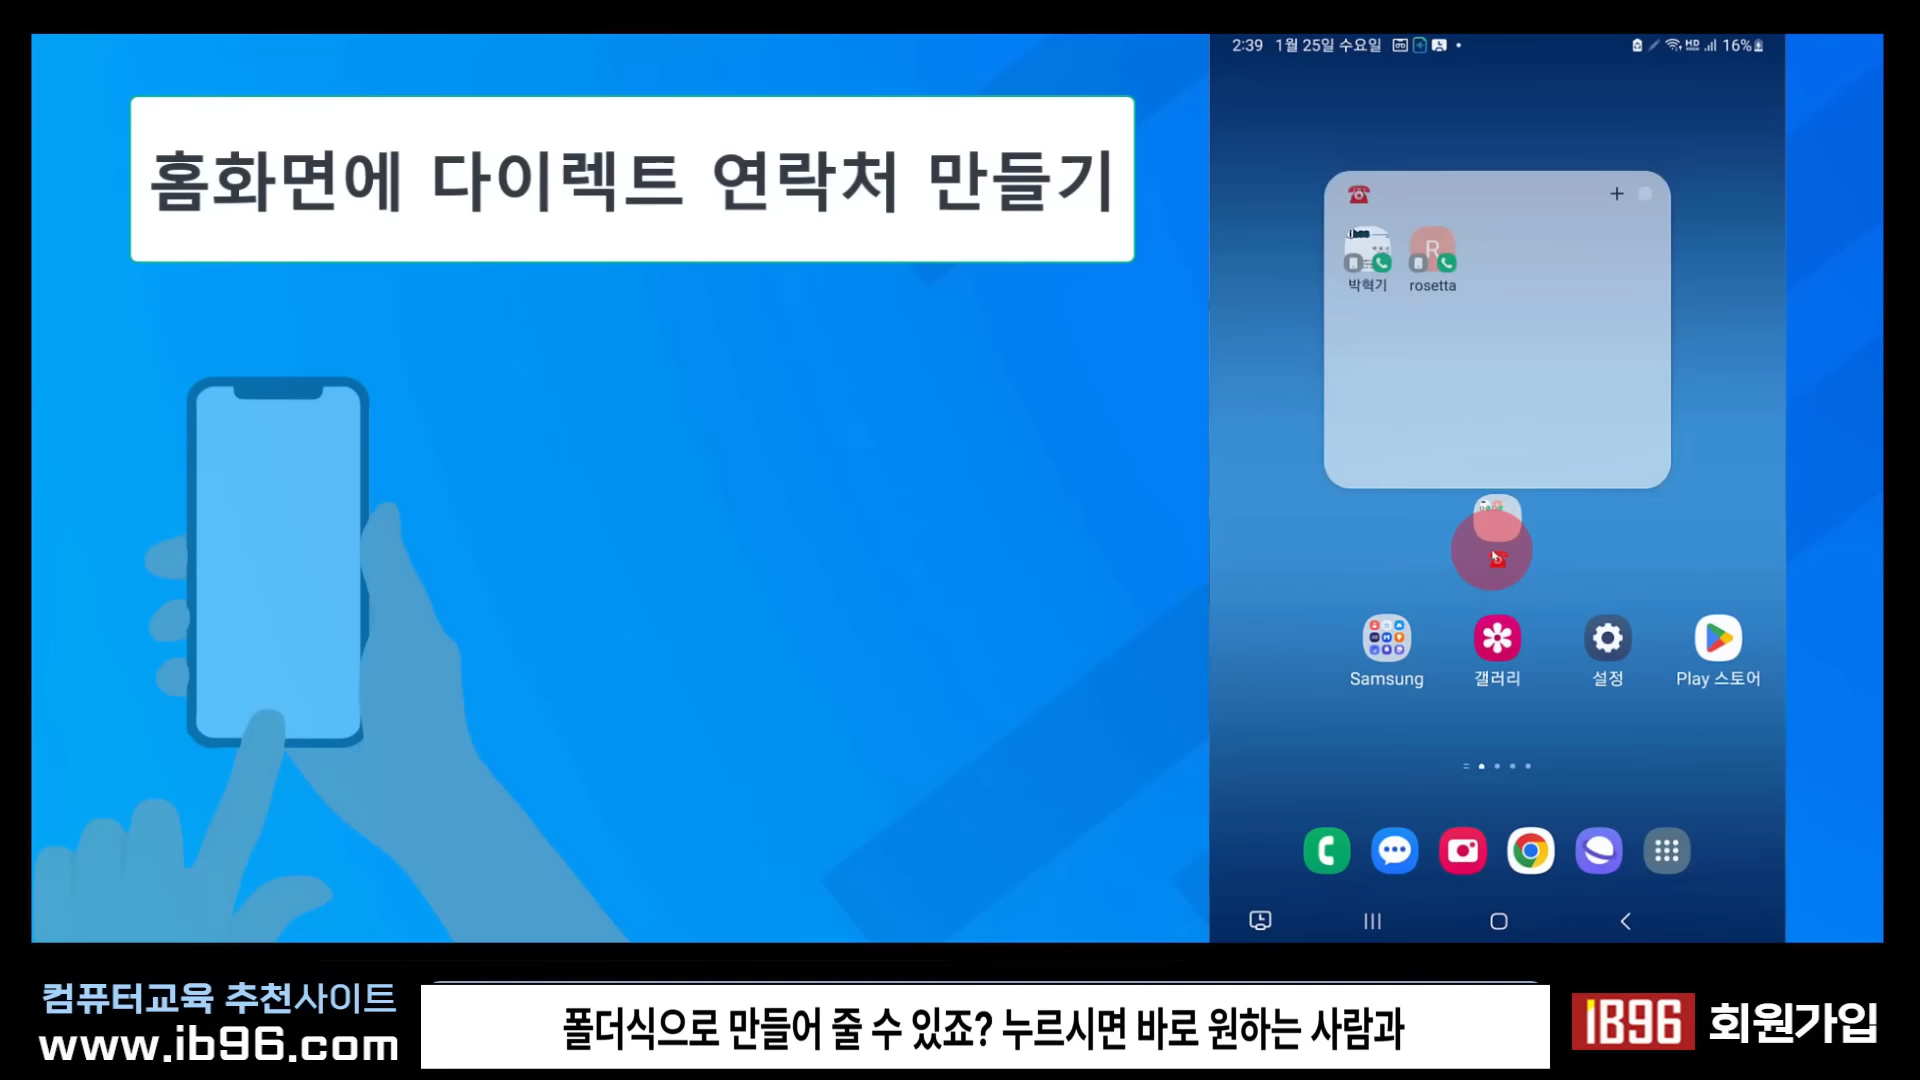 2:39 1월 25일 수요일
HD 16%
홈화면에 다이렉트 연락처 만들기
R
박혁기 rosetta
Samsung 갤러리 설정 Play 스토어
컴퓨터교육 추천사이트
www.ib96.com
폴더식으로 만들어 줄 수 있죠? 누르시면 바로 원하는 사람과
IB96 회원가입